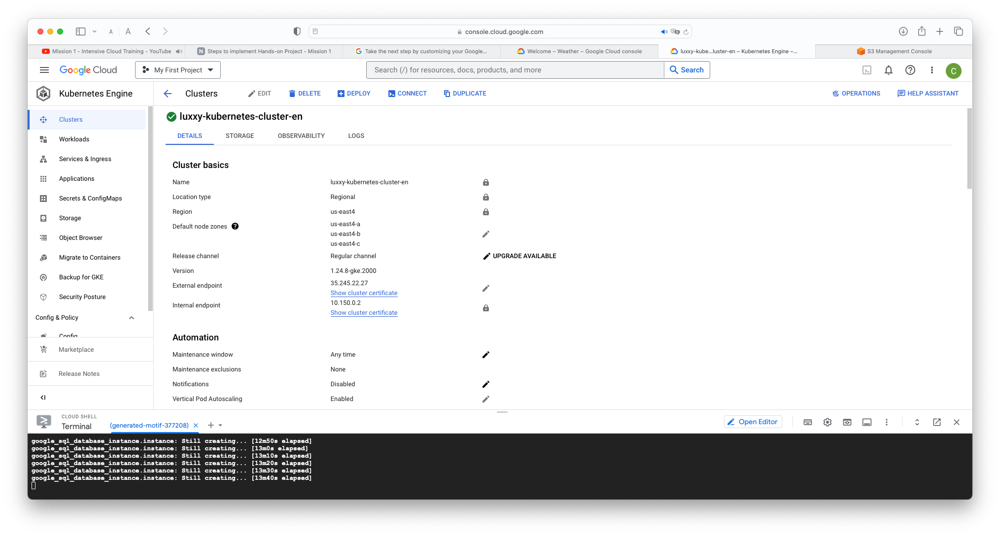 A A
console.cloud.google.com
Mission 1 - Intensive Cloud Training - YouTube
N Steps to implement Hands-on Project - Mission 1
G Take the next step by customizing your Google...
Welcome – Weather – Google Cloud console
luxxy-kube...luster-en – Kubernetes Engine –...
S3 Management Console
Google Cloud
My First Project
Search (/) for resources, docs, products, and more
Search
C
Kubernetes Engine
Clusters
EDIT
DELETE
DEPLOY
CONNECT
DUPLICATE
OPERATIONS
HELP ASSISTANT
Clusters
Workloads
Services & Ingress
Applications
Secrets & ConfigMaps
Storage
Object Browser
Migrate to Containers
Backup for GKE
Security Posture
Config & Policy
Config
Marketplace
Release Notes
luxxy-kubernetes-cluster-en
DETAILS
STORAGE
OBSERVABILITY
LOGS
Cluster basics
Name luxxy-kubernetes-cluster-en
Location type Regional
Region us-east4
Default node zones us-east4-a
us-east4-b
us-east4-c
Release channel Regular channel UPGRADE AVAILABLE
Version 1.24.8-gke.2000
External endpoint 35.245.22.27
Show cluster certificate
Internal endpoint 10.150.0.2
Show cluster certificate
Automation
Maintenance window Any time
Maintenance exclusions None
Notifications Disabled
Vertical Pod Autoscaling Enabled
CLOUD SHELL
Terminal
(generated-motif-377208)
Open Editor
google_sql_database_instance.instance: Still creating... [12m50s elapsed]
google_sql_database_instance.instance: Still creating... [13m0s elapsed]
google_sql_database_instance.instance: Still creating... [13m10s elapsed]
google_sql_database_instance.instance: Still creating... [13m20s elapsed]
google_sql_database_instance.instance: Still creating... [13m30s elapsed]
google_sql_database_instance.instance: Still creating... [13m40s elapsed]